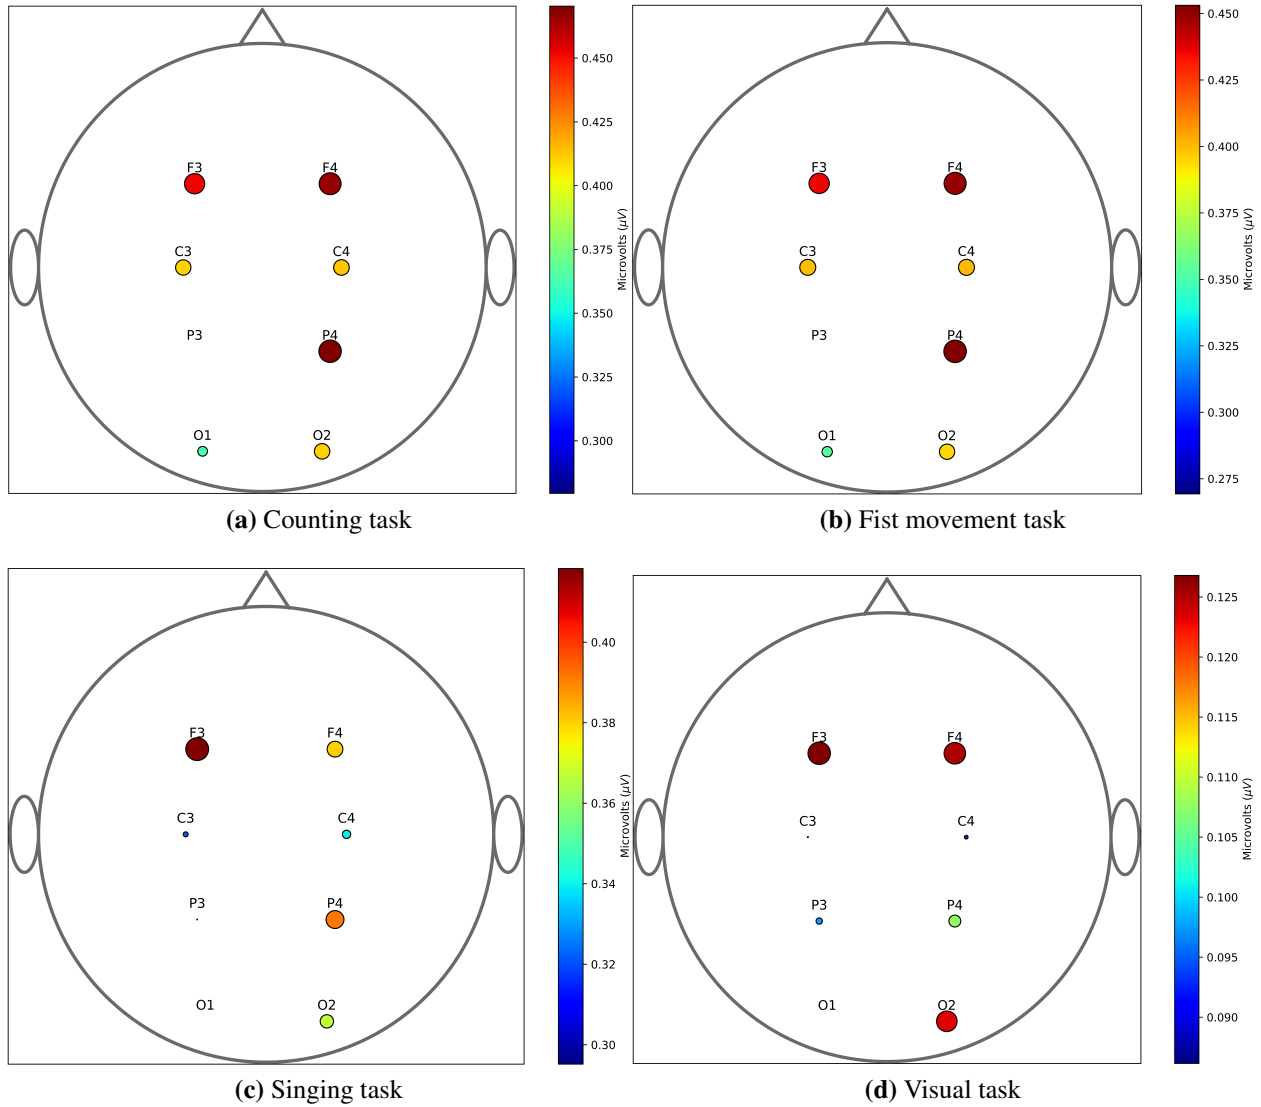 F3
F4
C3
C4
P3
P4
O1
O2
0.450
0.425
0.400
0.375
0.350
0.325
0.300
Microvolts (μV)
(a) Counting task
F3
F4
C3
C4
P3
P4
O1
O2
0.450
0.425
0.400
0.375
0.350
0.325
0.300
0.275
Microvolts (μV)
(b) Fist movement task
F3
F4
C3
C4
P3
P4
O1
O2
0.40
0.38
0.36
0.34
0.32
0.30
Microvolts (μV)
(c) Singing task
F3
F4
C3
C4
P3
P4
O1
O2
0.125
0.120
0.115
0.110
0.105
0.100
0.095
0.090
Microvolts (μV)
(d) Visual task